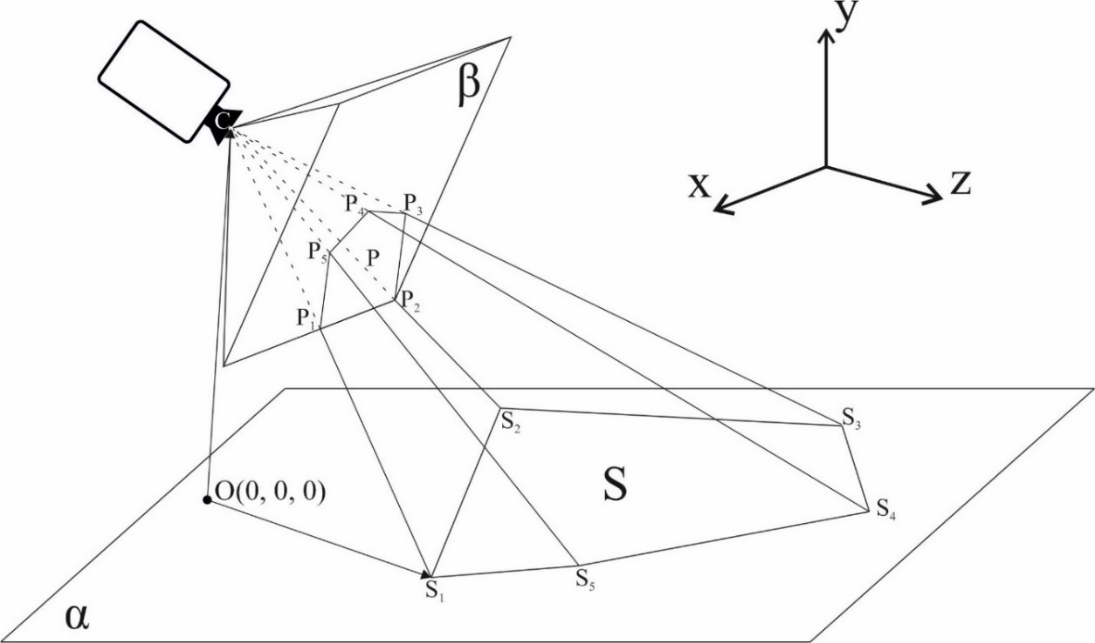 y
β
C
x
z
P₄
P₃
P₅
P
P₂
P₁
S₂
S₃
S
O(0, 0, 0)
S₄
S₅
S₁
α